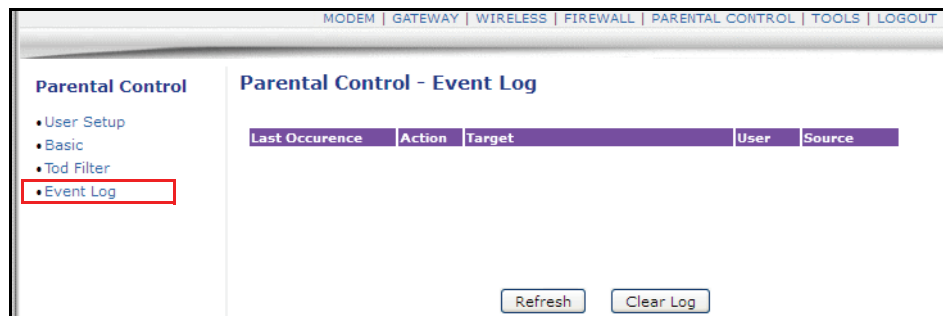 MODEM | GATEWAY | WIRELESS | FIREWALL | PARENTAL CONTROL | TOOLS | LOGOUT
Parental Control
• User Setup
• Basic
• Tod Filter
• Event Log
Parental Control - Event Log
Last Occurence Action Target User Source
Refresh Clear Log